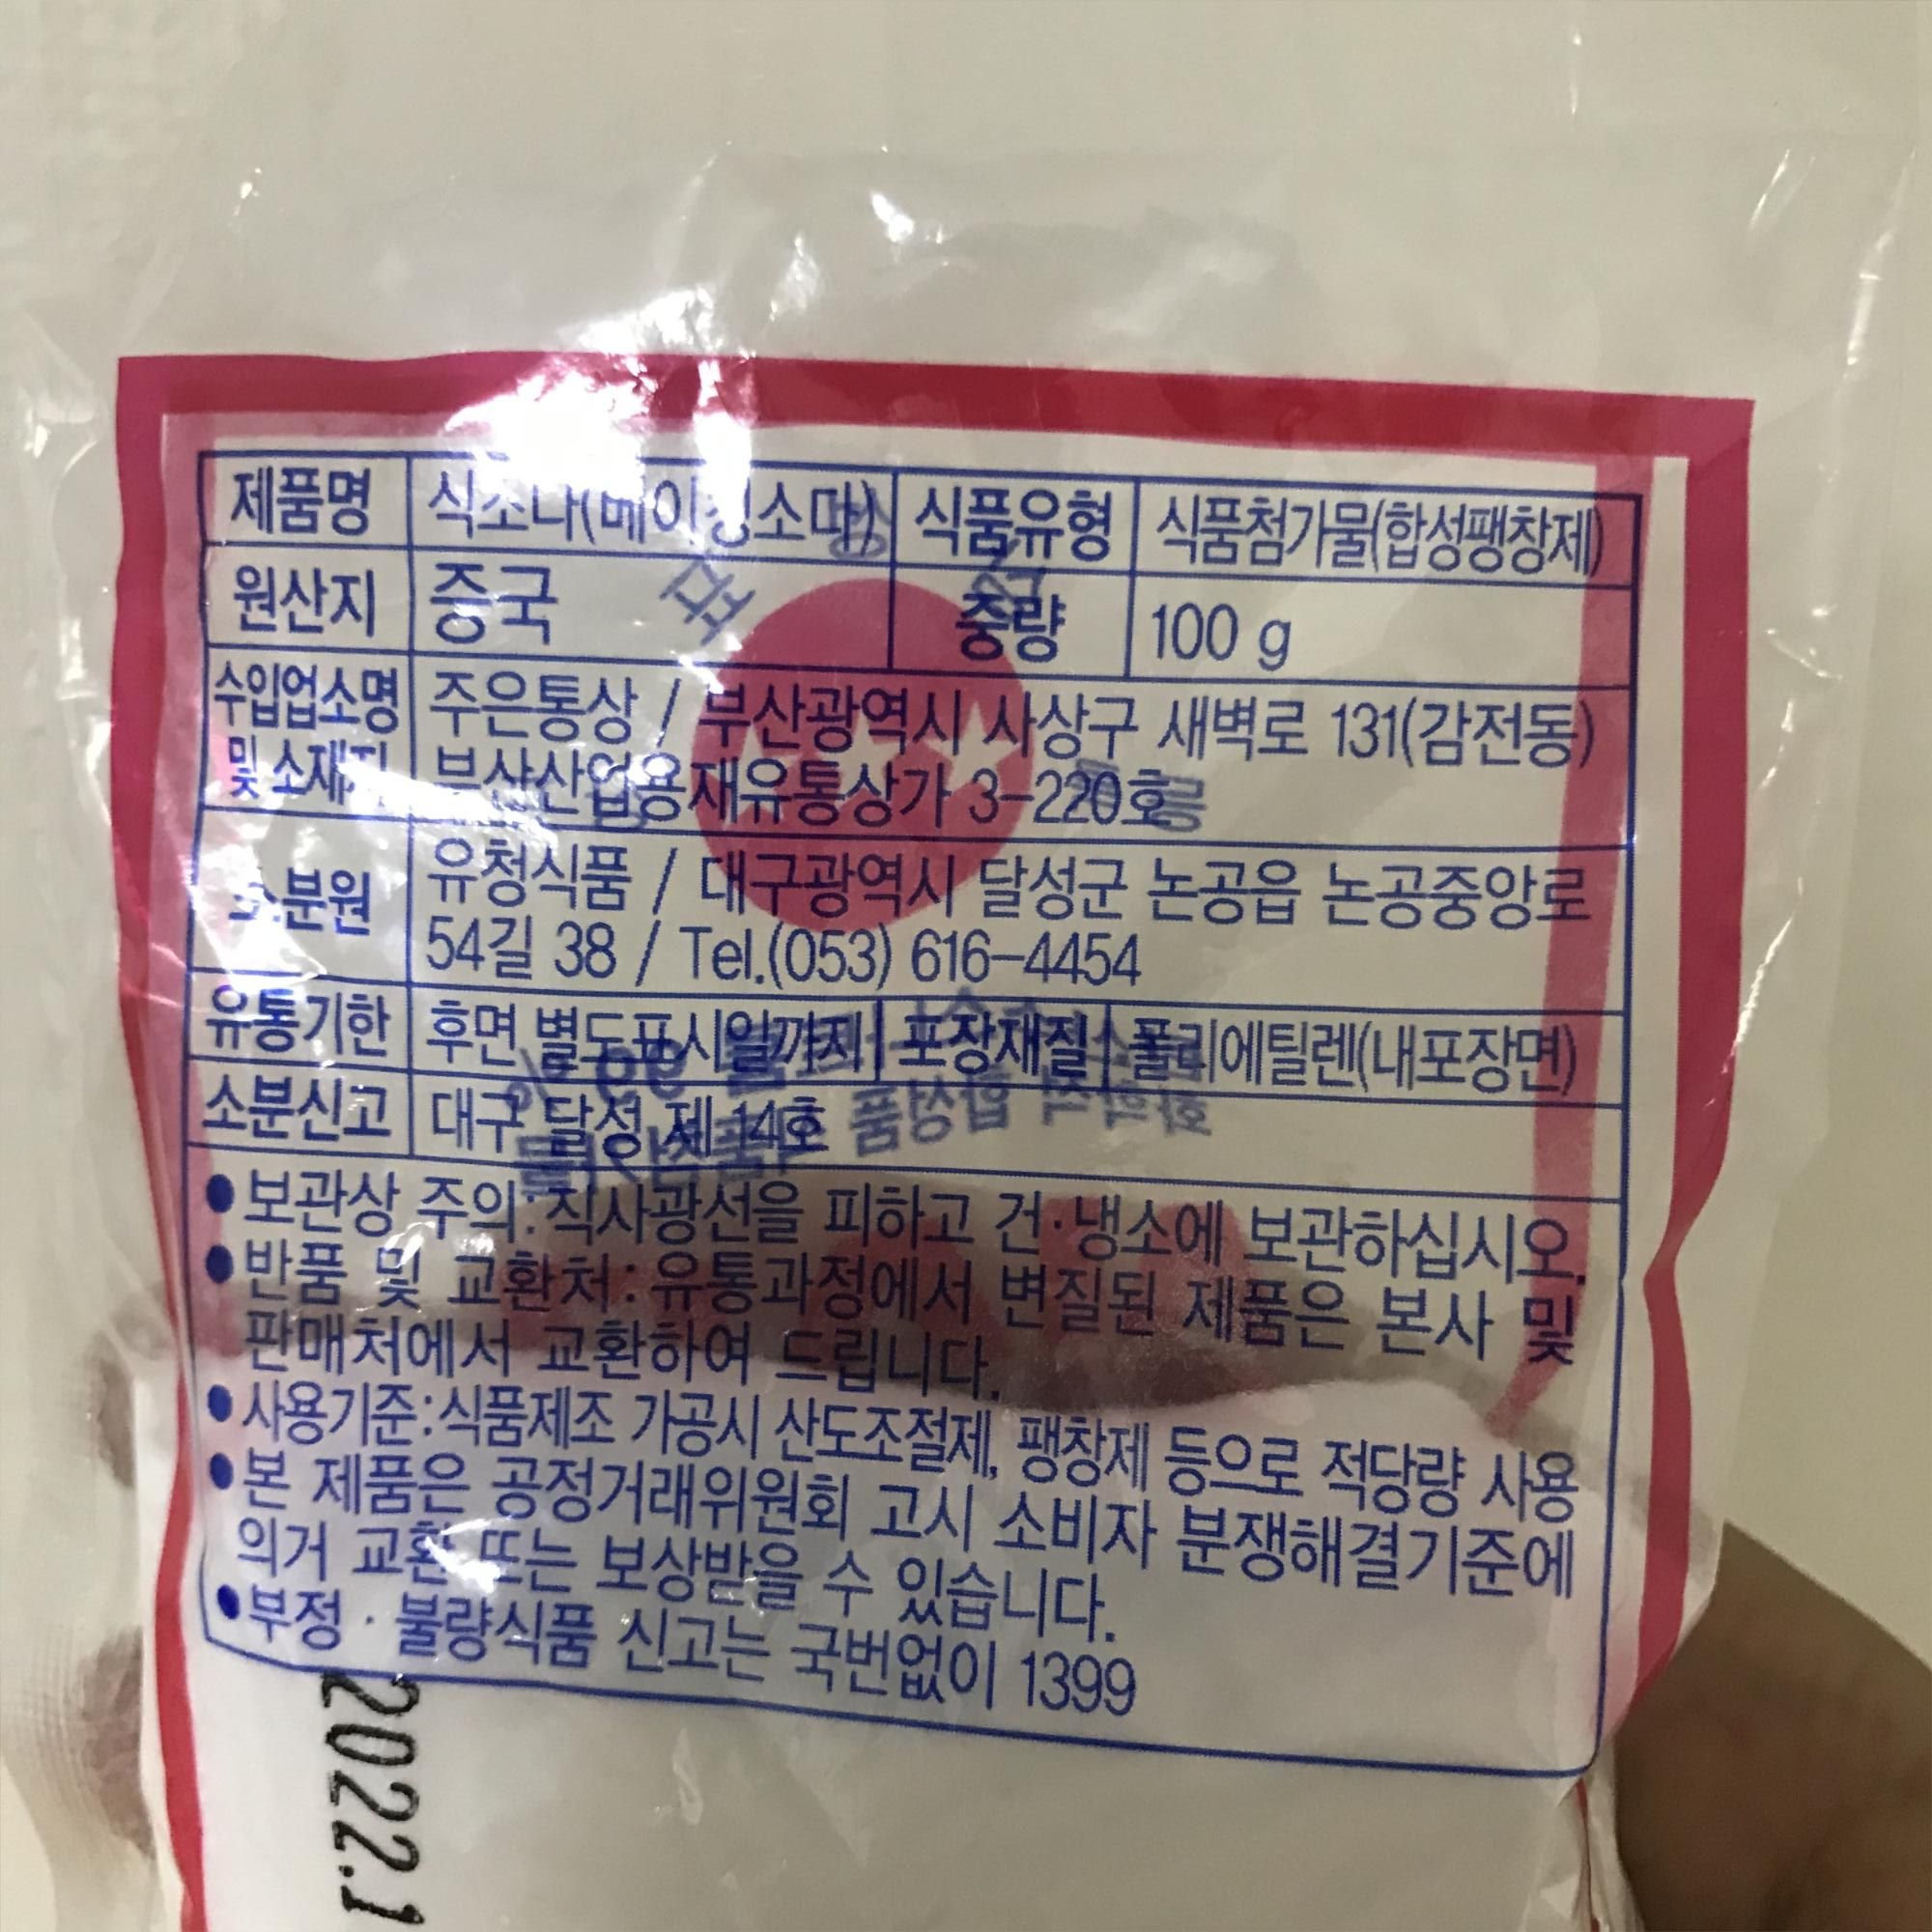 제품명 식소다(베이킹소다) 식품유형 식품첨가물(합성팽창제)
원산지 중국 중량 100 g
수입업소명 및 소재지 주은통상 / 부산광역시 사상구 새벽로 131(감전동)
부산산업용재유통상가 3-220호
소분원 유청식품 / 대구광역시 달성군 논공읍 논공중앙로
54길 38 / Tel.(053) 616-4454
유통기한 후면 별도표시일까지 포장재질 폴리에틸렌(내포장면)
소분신고 대구 달성 제 14호
●보관상 주의:직사광선을 피하고 건·냉소에 보관하십시오.
●반품 및 교환처:유통과정에서 변질된 제품은 본사 및
판매처에서 교환하여 드립니다.
●사용기준:식품제조 가공시 산도조절제, 팽창제 등으로 적당량 사용
●본 제품은 공정거래위원회 고시 소비자 분쟁해결기준에
의거 교환 또는 보상받을 수 있습니다.
●부정·불량식품 신고는 국번없이 1399
2022.1